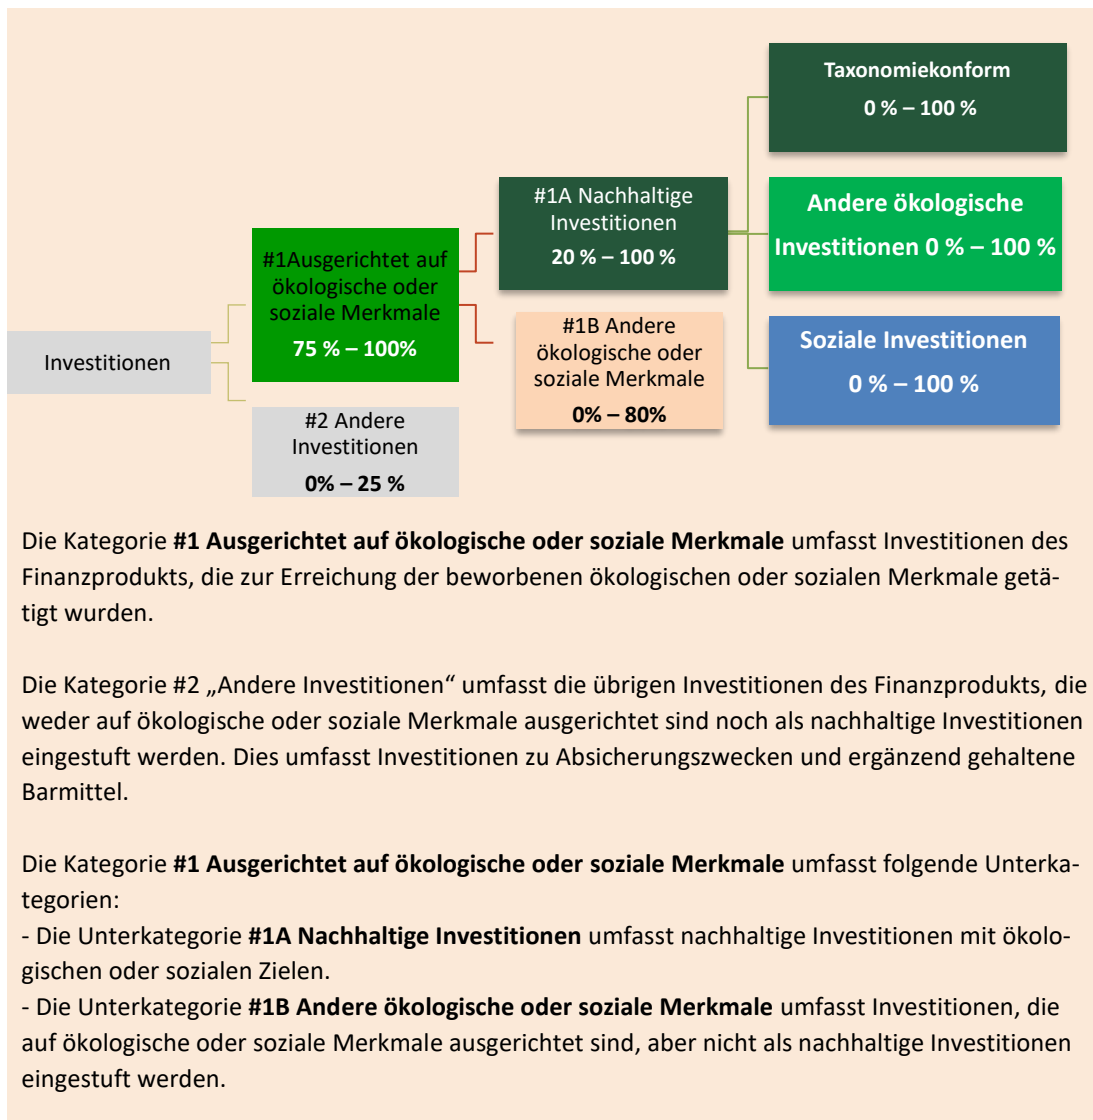 Taxonomiekonform
0 % – 100 %
#1A Nachhaltige
Investitionen
20 % – 100 %
Andere ökologische
Investitionen 0 % – 100 %
#1Ausgerichtet auf
ökologische oder
soziale Merkmale
75 % – 100%
#1B Andere
ökologische oder
soziale Merkmale
0% – 80%
Soziale Investitionen
0 % – 100 %
Investitionen
#2 Andere
Investitionen
0% – 25 %
Die Kategorie #1 Ausgerichtet auf ökologische oder soziale Merkmale umfasst Investitionen des
Finanzprodukts, die zur Erreichung der beworbenen ökologischen oder sozialen Merkmale getä-
tigt wurden.
Die Kategorie #2 „Andere Investitionen“ umfasst die übrigen Investitionen des Finanzprodukts, die
weder auf ökologische oder soziale Merkmale ausgerichtet sind noch als nachhaltige Investitionen
eingestuft werden. Dies umfasst Investitionen zu Absicherungszwecken und ergänzend gehaltene
Barmittel.
Die Kategorie #1 Ausgerichtet auf ökologische oder soziale Merkmale umfasst folgende Unterka-
tegorien:
- Die Unterkategorie #1A Nachhaltige Investitionen umfasst nachhaltige Investitionen mit ökolo-
gischen oder sozialen Zielen.
- Die Unterkategorie #1B Andere ökologische oder soziale Merkmale umfasst Investitionen, die
auf ökologische oder soziale Merkmale ausgerichtet sind, aber nicht als nachhaltige Investitionen
eingestuft werden.